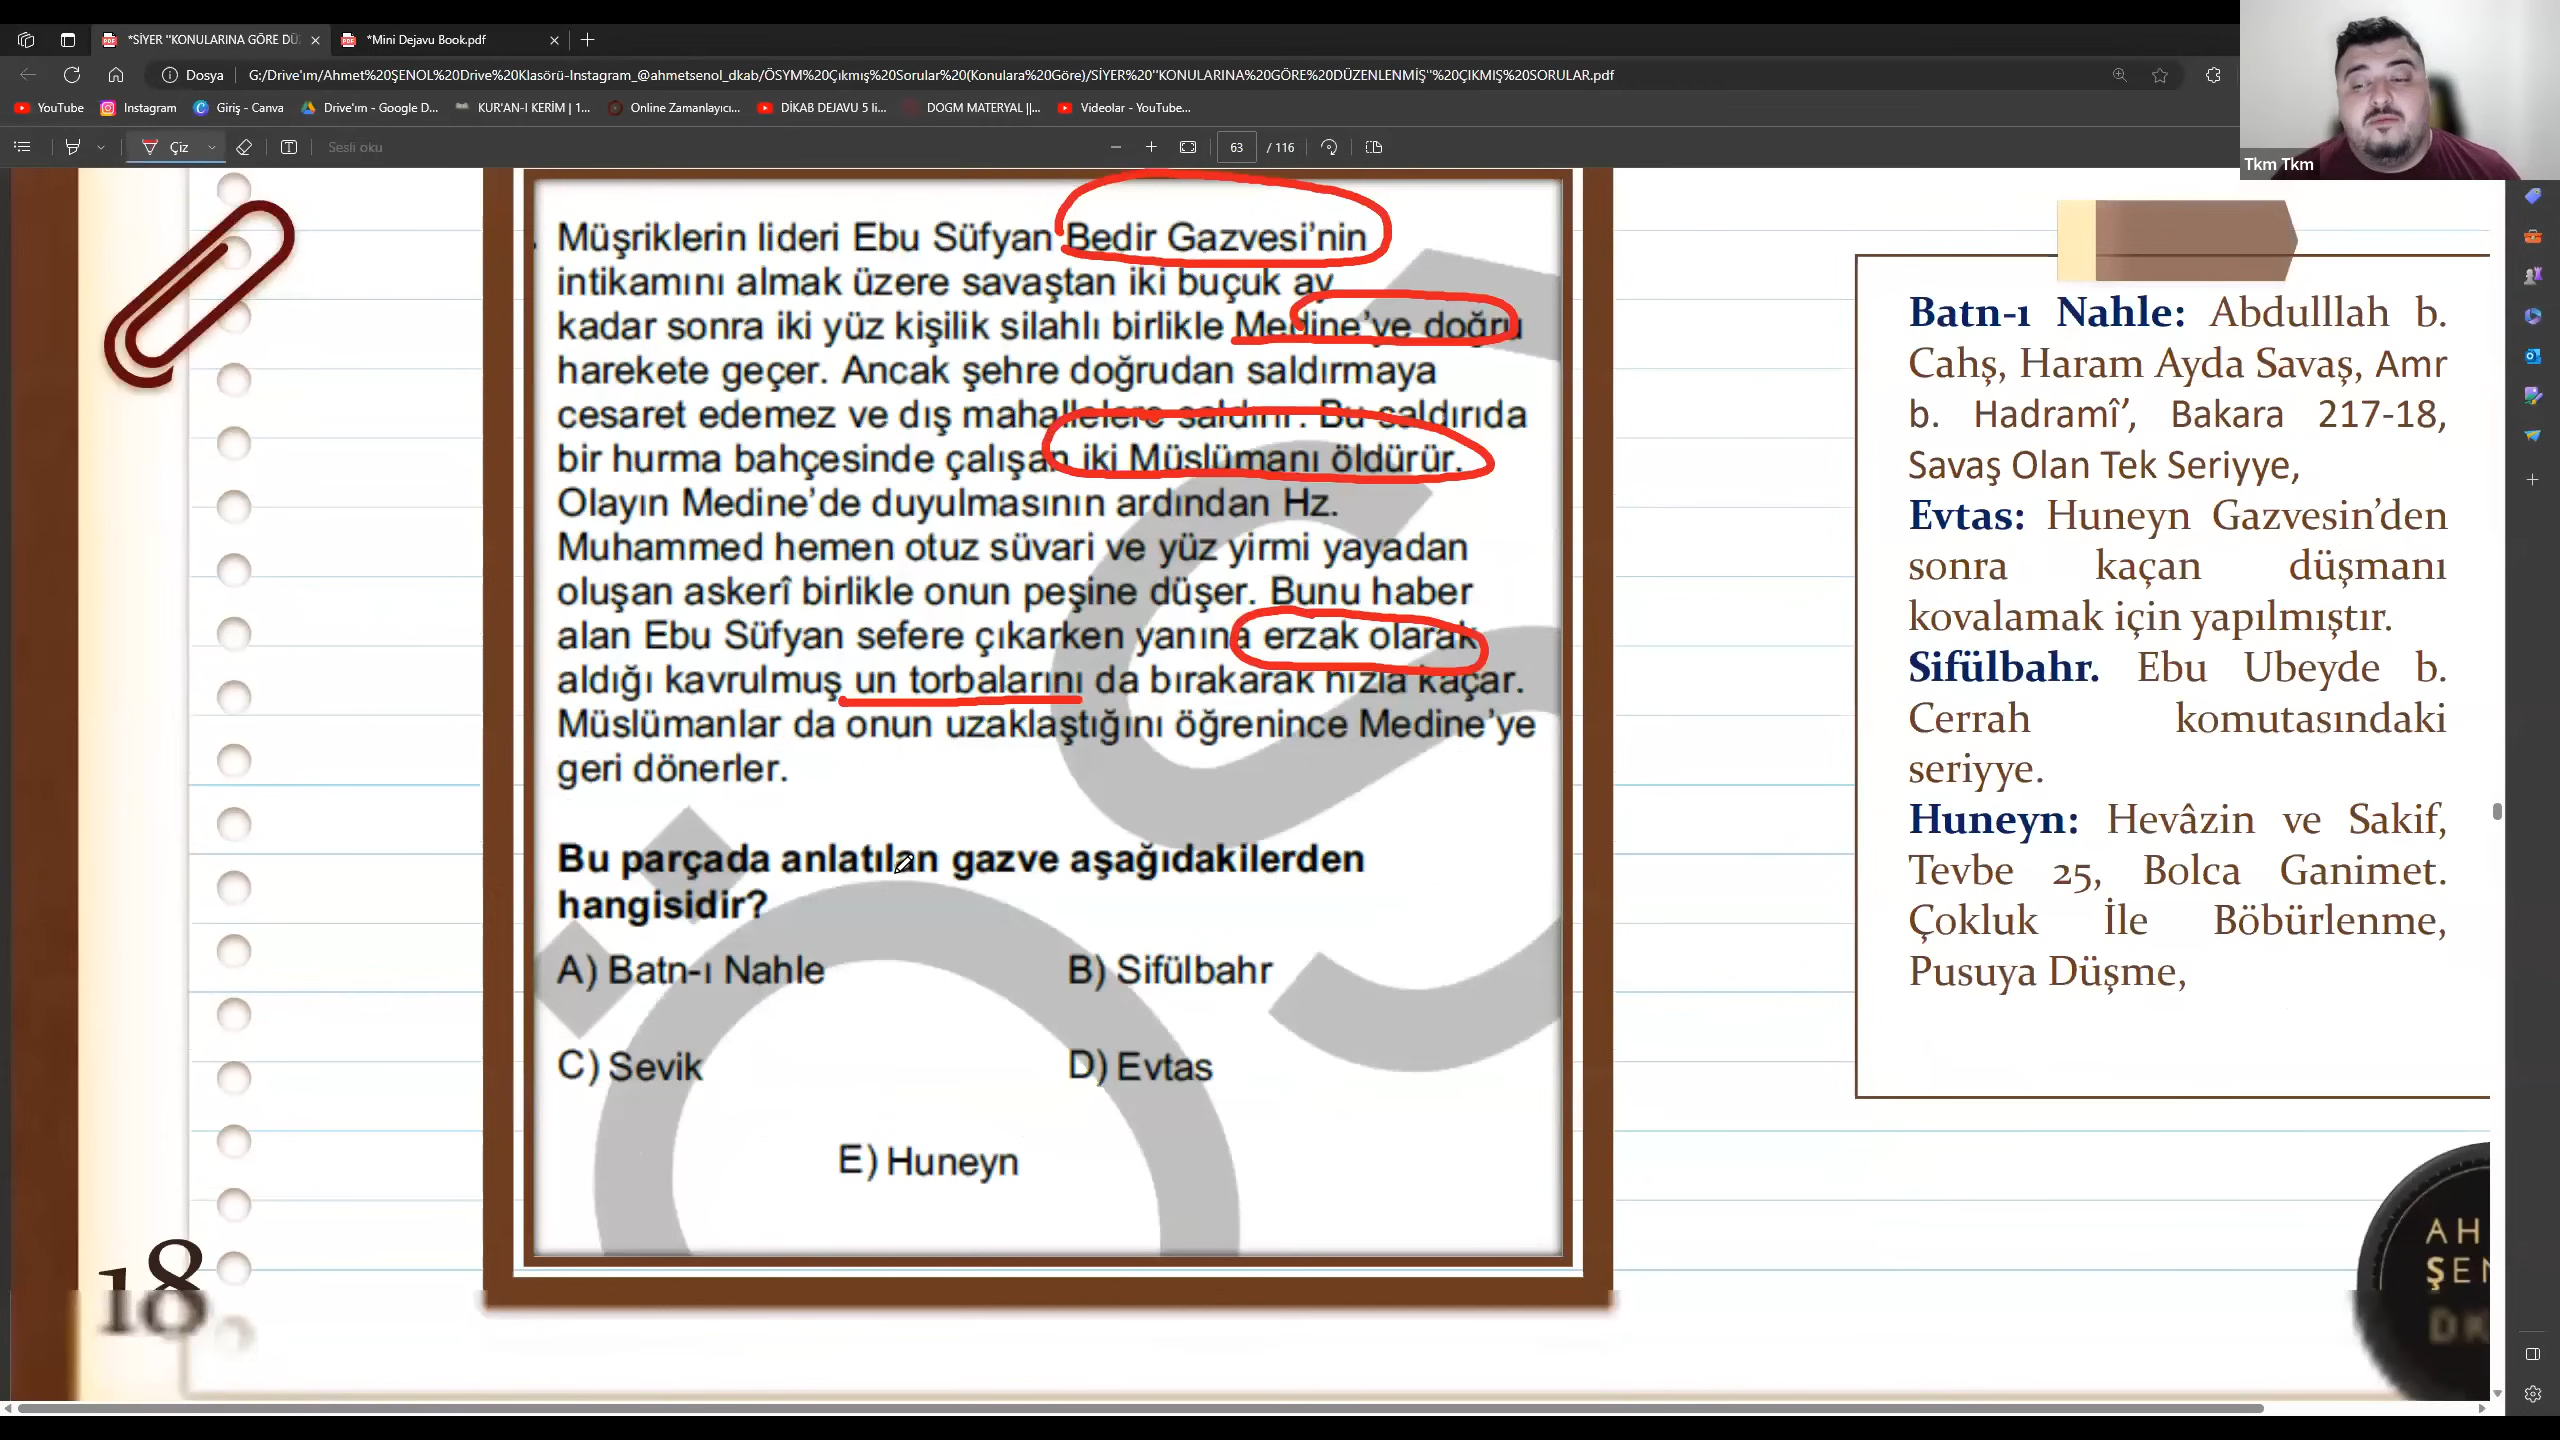 *SİYER "KONULARINA GÖRE DÜ
*Mini Dejavu Book.pdf
Dosya
G:/Drive'ım/Ahmet%20ŞENOL%20Drive%20Klasörü-Instagram_@ahmetsenol_dkab/ÖSYM%20Çıkmış%20Sorular%20(Konulara%20Göre)/SİYER%20"KONULARINA%20GÖRE%20DÜZENLENMİŞ"%20ÇIKMIŞ%20SORULAR.pdf
YouTube
Instagram
Giriş - Canva
Drive'ım - Google D...
KUR'AN-I KERİM | 1...
Online Zamanlayıcı...
DİKAB DEJAVU 5 li...
DOGM MATERYAL ||...
Videolar - YouTube...
Çiz
Sesli oku
63 / 116
Tkm Tkm
Müşriklerin lideri Ebu Süfyan Bedir Gazvesi'nin
intikamını almak üzere savaştan iki buçuk ay
kadar sonra iki yüz kişilik silahlı birlikle Medine'ye doğru
harekete geçer. Ancak şehre doğrudan saldırmaya
cesaret edemez ve dış mahallelere saldırır. Bu saldırıda
bir hurma bahçesinde çalışan iki Müslümanı öldürür.
Olayın Medine'de duyulmasının ardından Hz.
Muhammed hemen otuz süvari ve yüz yirmi yayadan
oluşan askerî birlikle onun peşine düşer. Bunu haber
alan Ebu Süfyan sefere çıkarken yanına erzak olarak
aldığı kavrulmuş un torbalarını da bırakarak hızla kaçar.
Müslümanlar da onun uzaklaştığını öğrenince Medine'ye
geri dönerler.
Bu parçada anlatılan gazve aşağıdakilerden
hangisidir?
A) Batn-ı Nahle
B) Sifülbahr
C) Sevik
D) Evtas
E) Huneyn
18
Batn-ı Nahle: Abdulllah b.
Cahş, Haram Ayda Savaş, Amr
b. Hadramî', Bakara 217-18,
Savaş Olan Tek Seriyye,
Evtas: Huneyn Gazvesin'den
sonra kaçan düşmanı
kovalamak için yapılmıştır.
Sifülbahr. Ebu Ubeyde b.
Cerrah komutasındaki
seriyye.
Huneyn: Hevâzin ve Sakif,
Tevbe 25, Bolca Ganimet.
Çokluk İle Böbürlenme,
Pusuya Düşme,
AH
ŞEN
DK